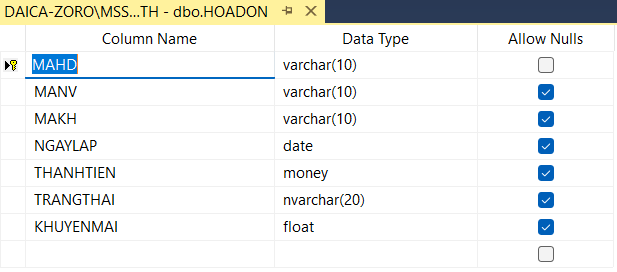 DAICA-ZORO\MSS...TH - dbo.HOADON
Column Name Data Type Allow Nulls
MAHD varchar(10)
MANV varchar(10)
MAKH varchar(10)
NGAYLAP date
THANHTIEN money
TRANGTHAI nvarchar(20)
KHUYENMAI float